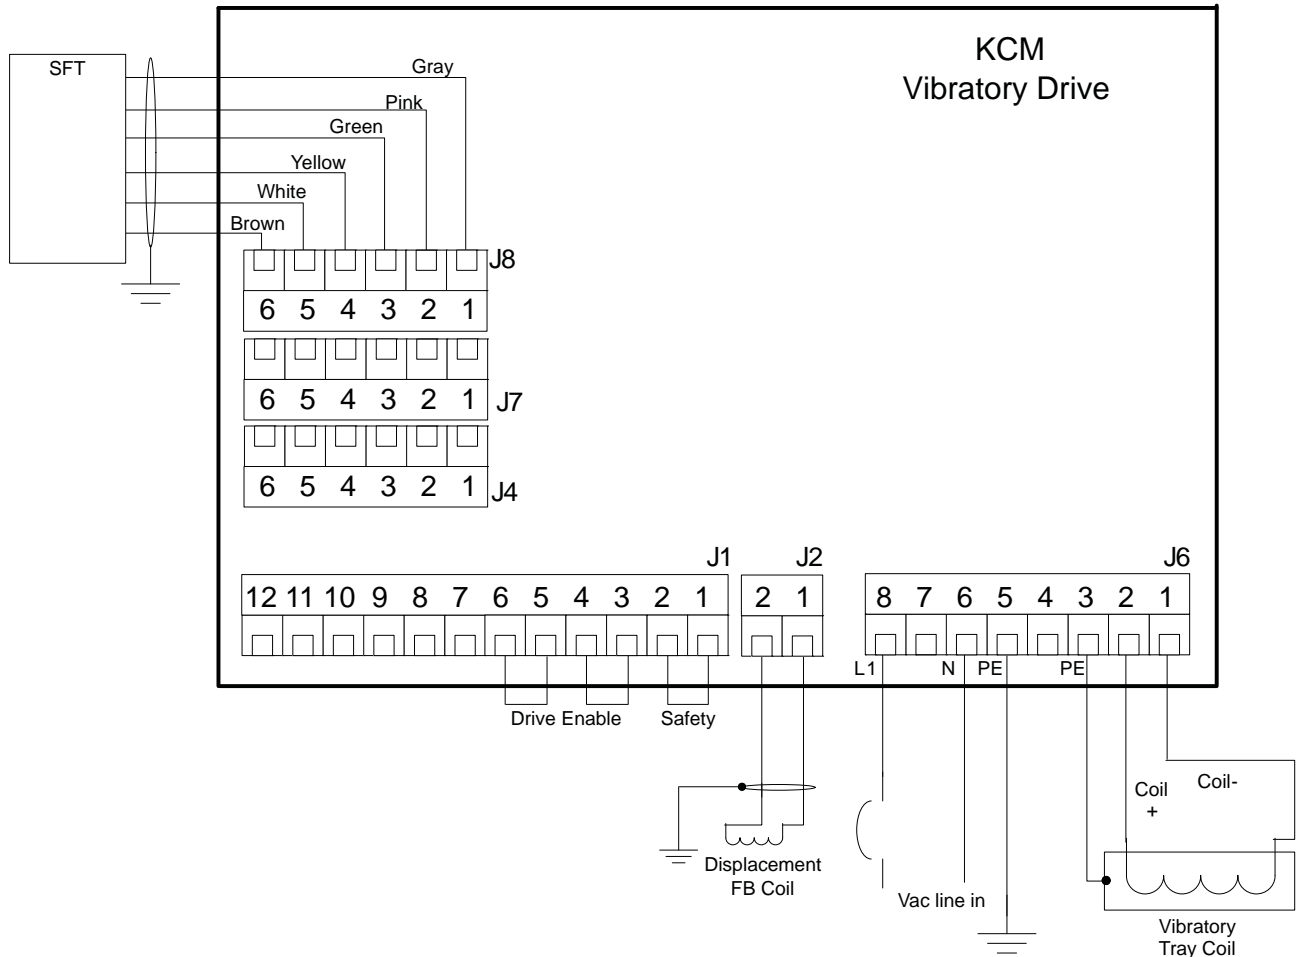 KCM
Vibratory Drive
SFT
Gray
Pink
Green
Yellow
White
Brown
J8
6 5 4 3 2 1
6 5 4 3 2 1
J7
6 5 4 3 2 1
J4
J1
J2
J6
12 11 10 9 8 7 6 5 4 3 2 1
2 1
8 7 6 5 4 3 2 1
L1
N
PE
PE
Drive Enable
Safety
Coil
+
Coil-
Displacement
FB Coil
Vac line in
Vibratory
Tray Coil